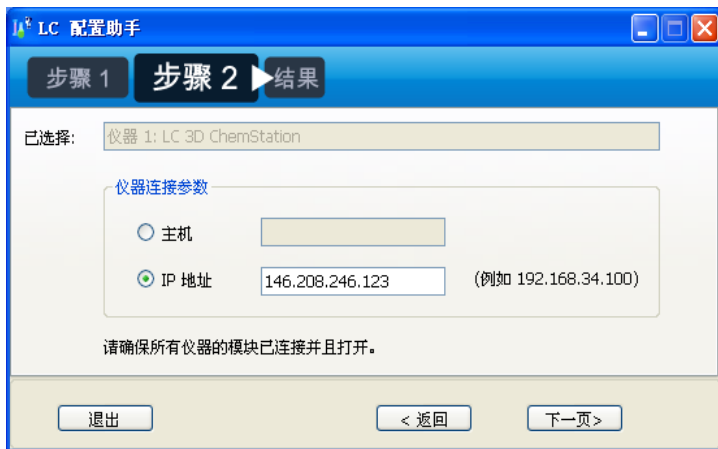 LC 配置助手
步骤 1 步骤 2 结果
已选择: 仪器 1: LC 3D ChemStation
仪器连接参数
主机
IP 地址 146.208.246.123 (例如 192.168.34.100)
请确保所有仪器的模块已连接并且打开。
退出 < 返回 下一页>